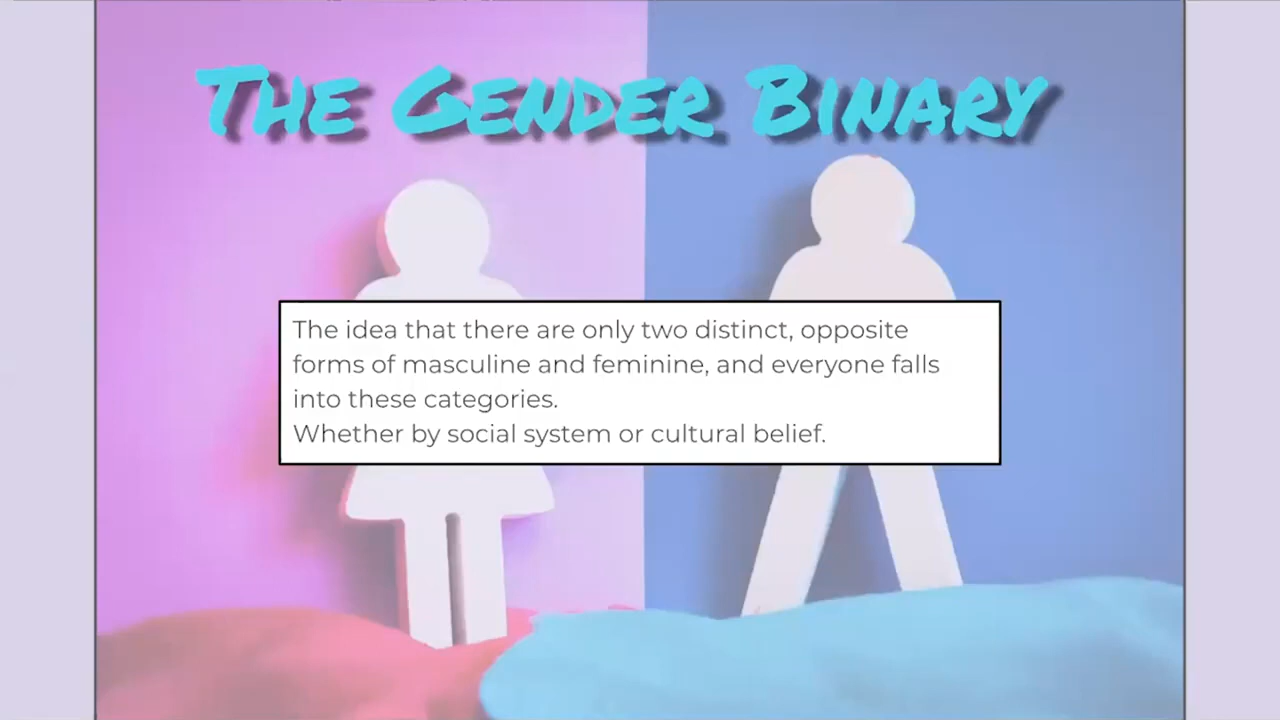 The Gender Binary
The idea that there are only two distinct, opposite
forms of masculine and feminine, and everyone falls
into these categories.
Whether by social system or cultural belief.